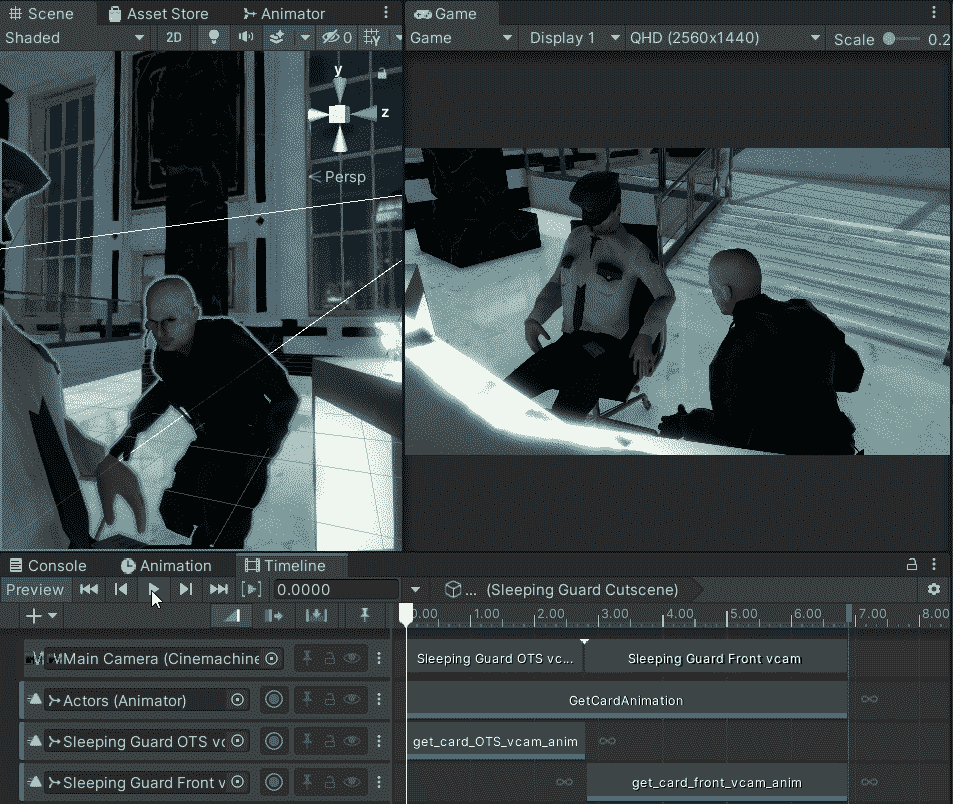 Scene Asset Store Animator Game
Shaded 2D 0 Game Display 1 QHD (2560x1440) Scale 0.2
y
z
Persp
Console Animation Timeline
Preview 0.0000 ... (Sleeping Guard Cutscene)
0.00 1.00 2.00 3.00 4.00 5.00 6.00 7.00 8.00
Main Camera (Cinemachine Sleeping Guard OTS vc... Sleeping Guard Front vcam
Actors (Animator) GetCardAnimation
Sleeping Guard OTS vc get_card_OTS_vcam_anim
Sleeping Guard Front v get_card_front_vcam_anim